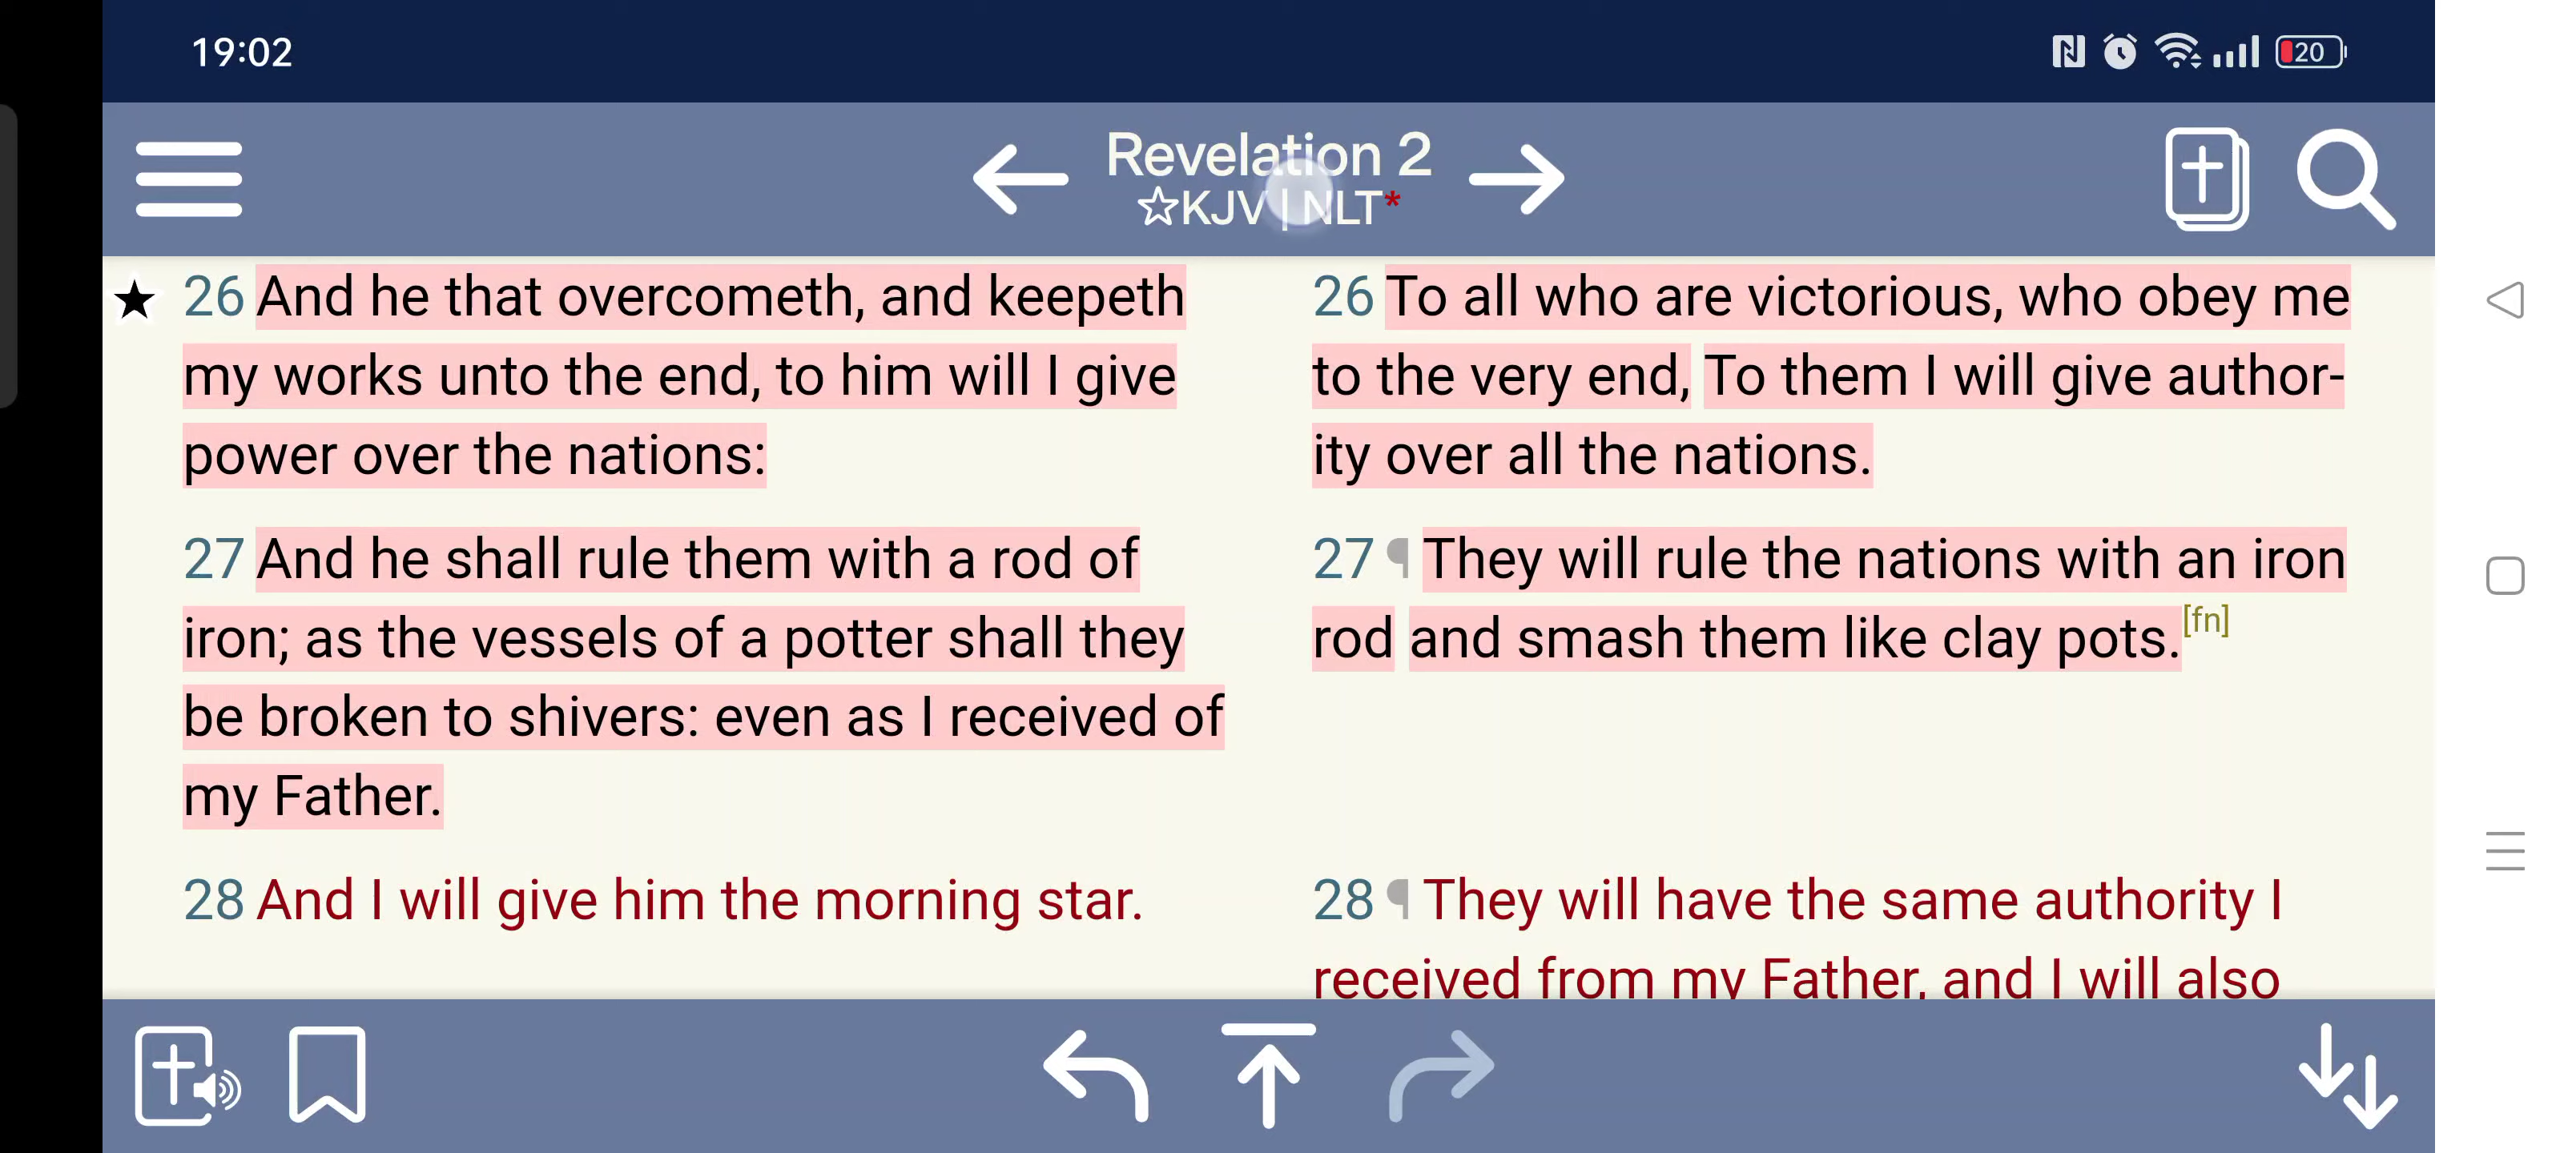 19:02
20
Revelation 2
☆KJV | NLT*
★ 26 And he that overcometh, and keepeth
my works unto the end, to him will I give
power over the nations:
27 And he shall rule them with a rod of
iron; as the vessels of a potter shall they
be broken to shivers: even as I received of
my Father.
28 And I will give him the morning star.
26 To all who are victorious, who obey me
to the very end, To them I will give author-
ity over all the nations.
27 ¶ They will rule the nations with an iron
rod and smash them like clay pots.[fn]
28 ¶ They will have the same authority I
received from my Father, and I will also